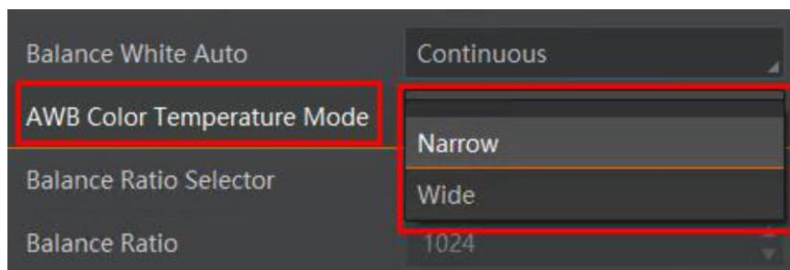 Balance White Auto Continuous
AWB Color Temperature Mode
Narrow
Balance Ratio Selector
Wide
Balance Ratio 1024